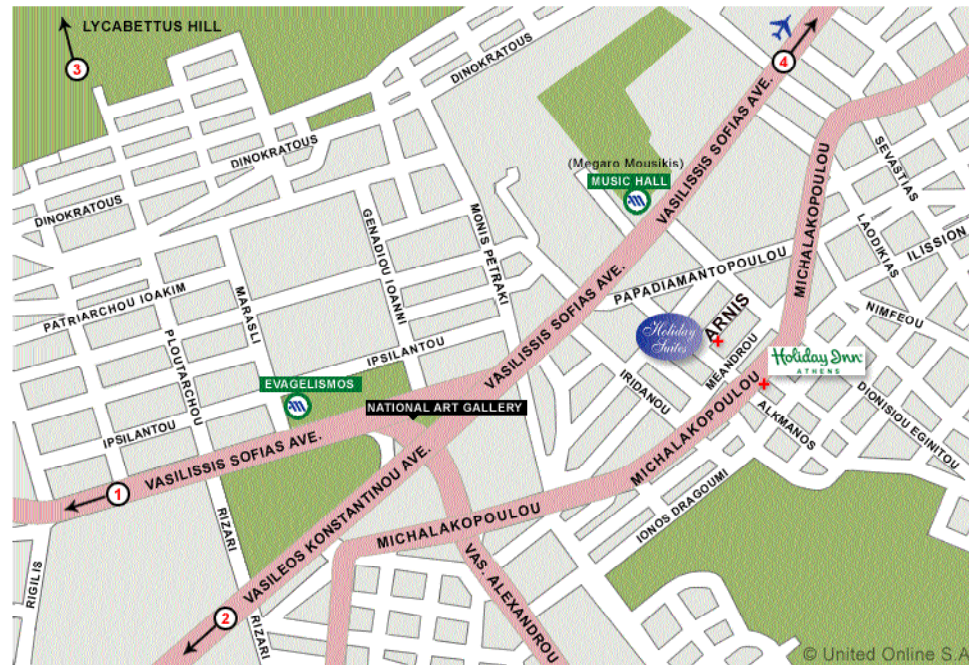 LYCABETTUS HILL
3
4
DINOKRATOUS
DINOKRATOUS
DINOKRATOUS
VASILISSIS SOFIAS AVE.
(Megaro Mousikis)
MUSIC HALL
SEVASTIAS
MICHALAKOPOULOU
LAODIKIAS
ILISSION
GENADIOU IOANNI
MONIS PETRAKI
PATRIARCHOU IOAKIM
MARASLI
PLOUTARCHOU
PAPADIAMANTOPOULOU
VASILISSIS SOFIAS AVE.
NIMFEOU
ARNIS
Holiday
Suites
MEANDROU
IRIDANOU
Holiday Inn
ATHENS
IPSILANTOU
EVAGELISMOS
NATIONAL ART GALLERY
IPSILANTOU
VASILISSIS SOFIAS AVE.
1
ALKMANOS
DIONISIOU EGINITOU
MICHALAKOPOULOU
IONOS DRAGOUMI
MICHALAKOPOULOU
VASILEOS KONSTANTINOU AVE.
RIZARI
RIGILIS
2
RIZARI
VAS. ALEXANDROU
© United Online S.A